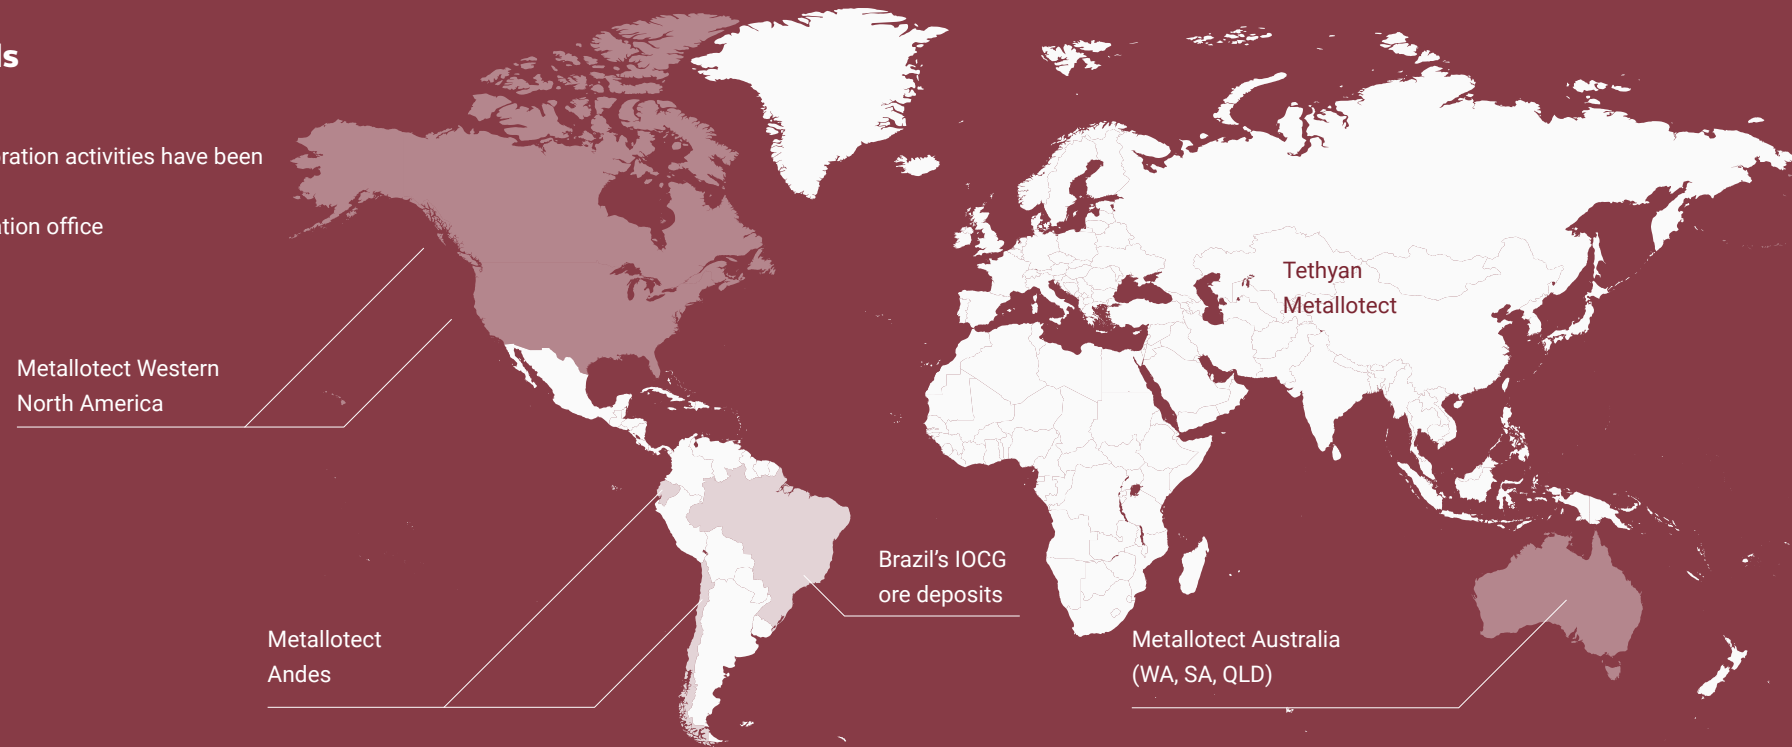 ls
ration activities have been
tion office
Tethyan
Metallotect
Metallotect Western
North America
Brazil’s IOCG
ore deposits
Metallotect
Andes
Metallotect Australia
(WA, SA, QLD)